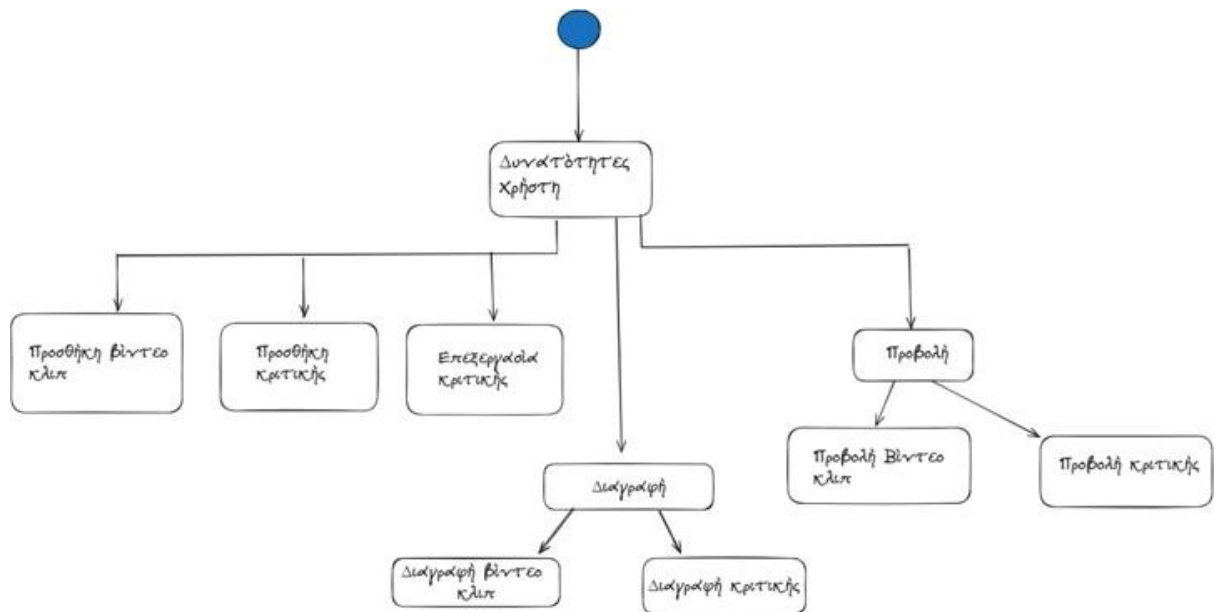 Δυνατότητες
χρήστη
Προσθήκη βίντεο
κλιπ
Προσθήκη
κριτικής
Επεξεργασία
κριτικής
Προβολή
Προβολή Βίντεο
κλιπ
Προβολή κριτικής
Διαγραφή
Διαγραφή βίντεο
κλιπ
Διαγραφή κριτικής